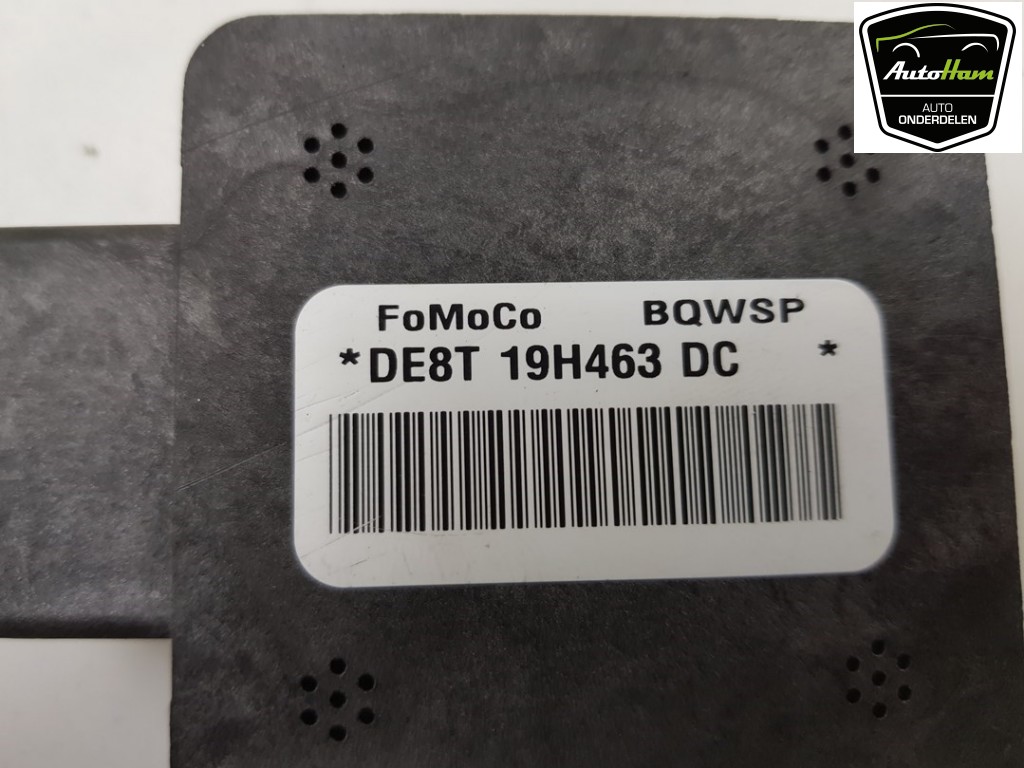 AutoHam
AUTO
ONDERDELEN
FoMoCo BQWSP
*DE8T 19H463 DC *